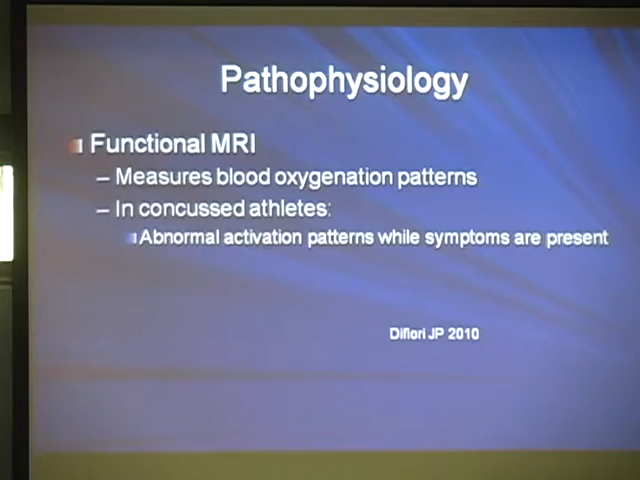 Pathophysiology
Functional MRI
– Measures blood oxygenation patterns
– In concussed athletes:
Abnormal activation patterns while symptoms are present
Difiori JP 2010